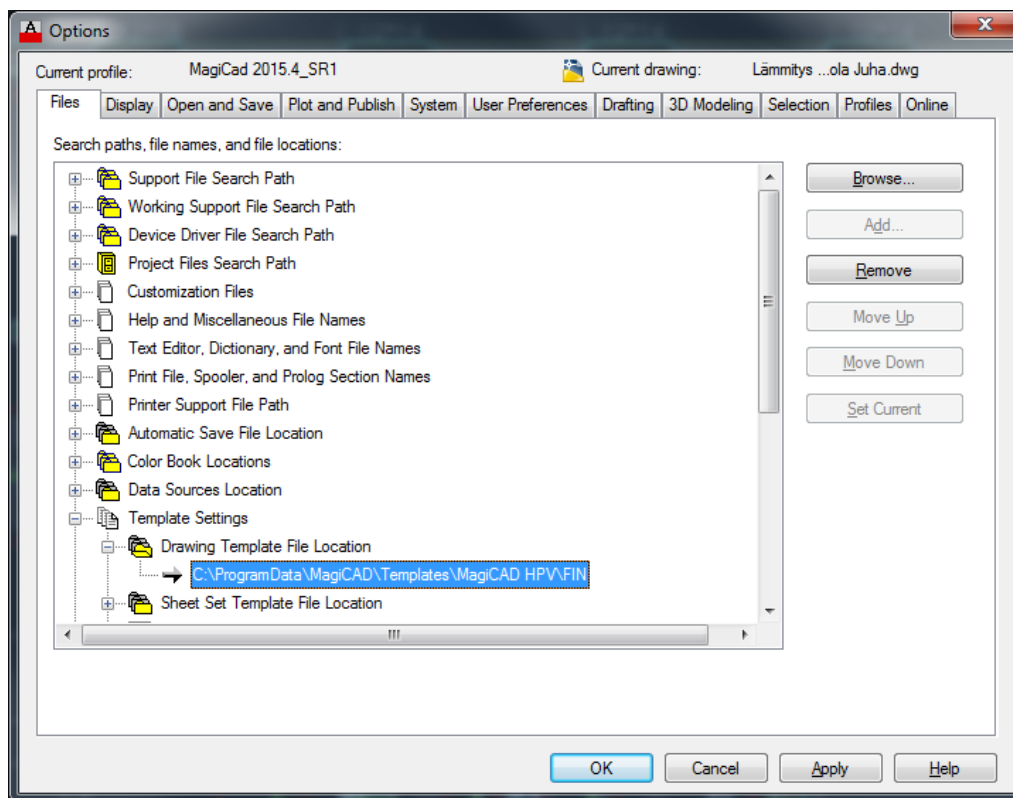 Options
Current profile: MagiCad 2015.4_SR1 Current drawing: Lämmitys ...ola Juha.dwg
Files Display Open and Save Plot and Publish System User Preferences Drafting 3D Modeling Selection Profiles Online
Search paths, file names, and file locations:
Support File Search Path
Working Support File Search Path
Device Driver File Search Path
Project Files Search Path
Customization Files
Help and Miscellaneous File Names
Text Editor, Dictionary, and Font File Names
Print File, Spooler, and Prolog Section Names
Printer Support File Path
Automatic Save File Location
Color Book Locations
Data Sources Location
Template Settings
Drawing Template File Location
C:\ProgramData\MagiCAD\Templates\MagiCAD HPV\FIN
Sheet Set Template File Location
Browse...
Add...
Remove
Move Up
Move Down
Set Current
OK Cancel Apply Help